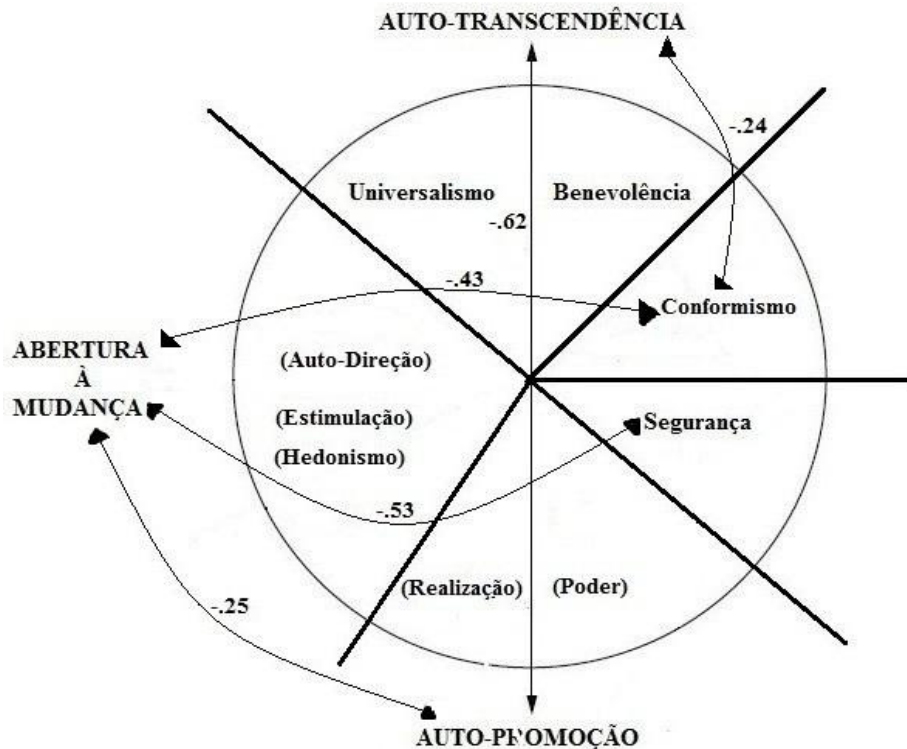 AUTO-TRANSCENDÊNCIA
-.24
Universalismo
Benevolência
-.62
-.43
Conformismo
ABERTURA
À
MUDANÇA
(Auto-Direção)
(Estimulação)
(Hedonismo)
Segurança
-.53
(Realização)
(Poder)
-.25
AUTO-PROMOÇÃO